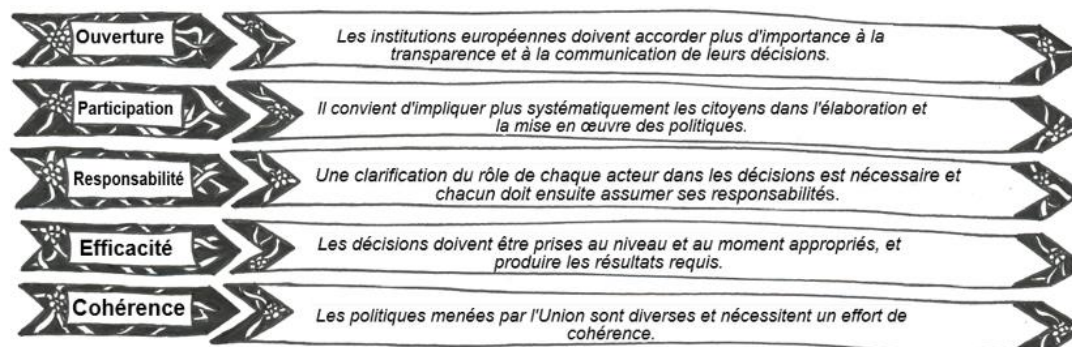 Ouverture
Les institutions européennes doivent accorder plus d'importance à la
transparence et à la communication de leurs décisions.
Participation
Il convient d'impliquer plus systématiquement les citoyens dans l'élaboration et
la mise en œuvre des politiques.
Responsabilité
Une clarification du rôle de chaque acteur dans les décisions est nécessaire et
chacun doit ensuite assumer ses responsabilités.
Efficacité
Les décisions doivent être prises au niveau et au moment appropriés, et
produire les résultats requis.
Cohérence
Les politiques menées par l'Union sont diverses et nécessitent un effort de
cohérence.